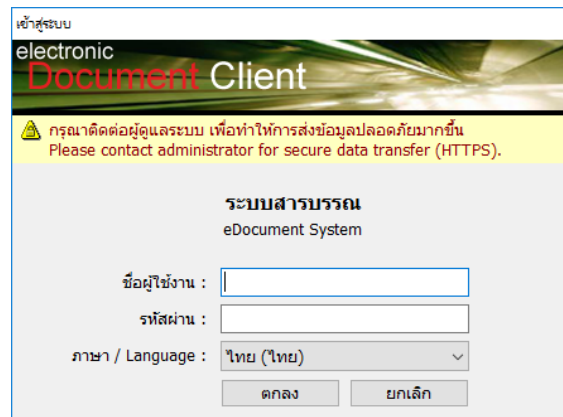 เข้าสู่ระบบ
electronic
Document Client
กรุณาติดต่อผู้ดูแลระบบ เพื่อทำให้การส่งข้อมูลปลอดภัยมากขึ้น
Please contact administrator for secure data transfer (HTTPS).
ระบบสารบรรณ
eDocument System
ชื่อผู้ใช้งาน :
รหัสผ่าน :
ภาษา / Language : ไทย (ไทย)
ตกลง ยกเลิก